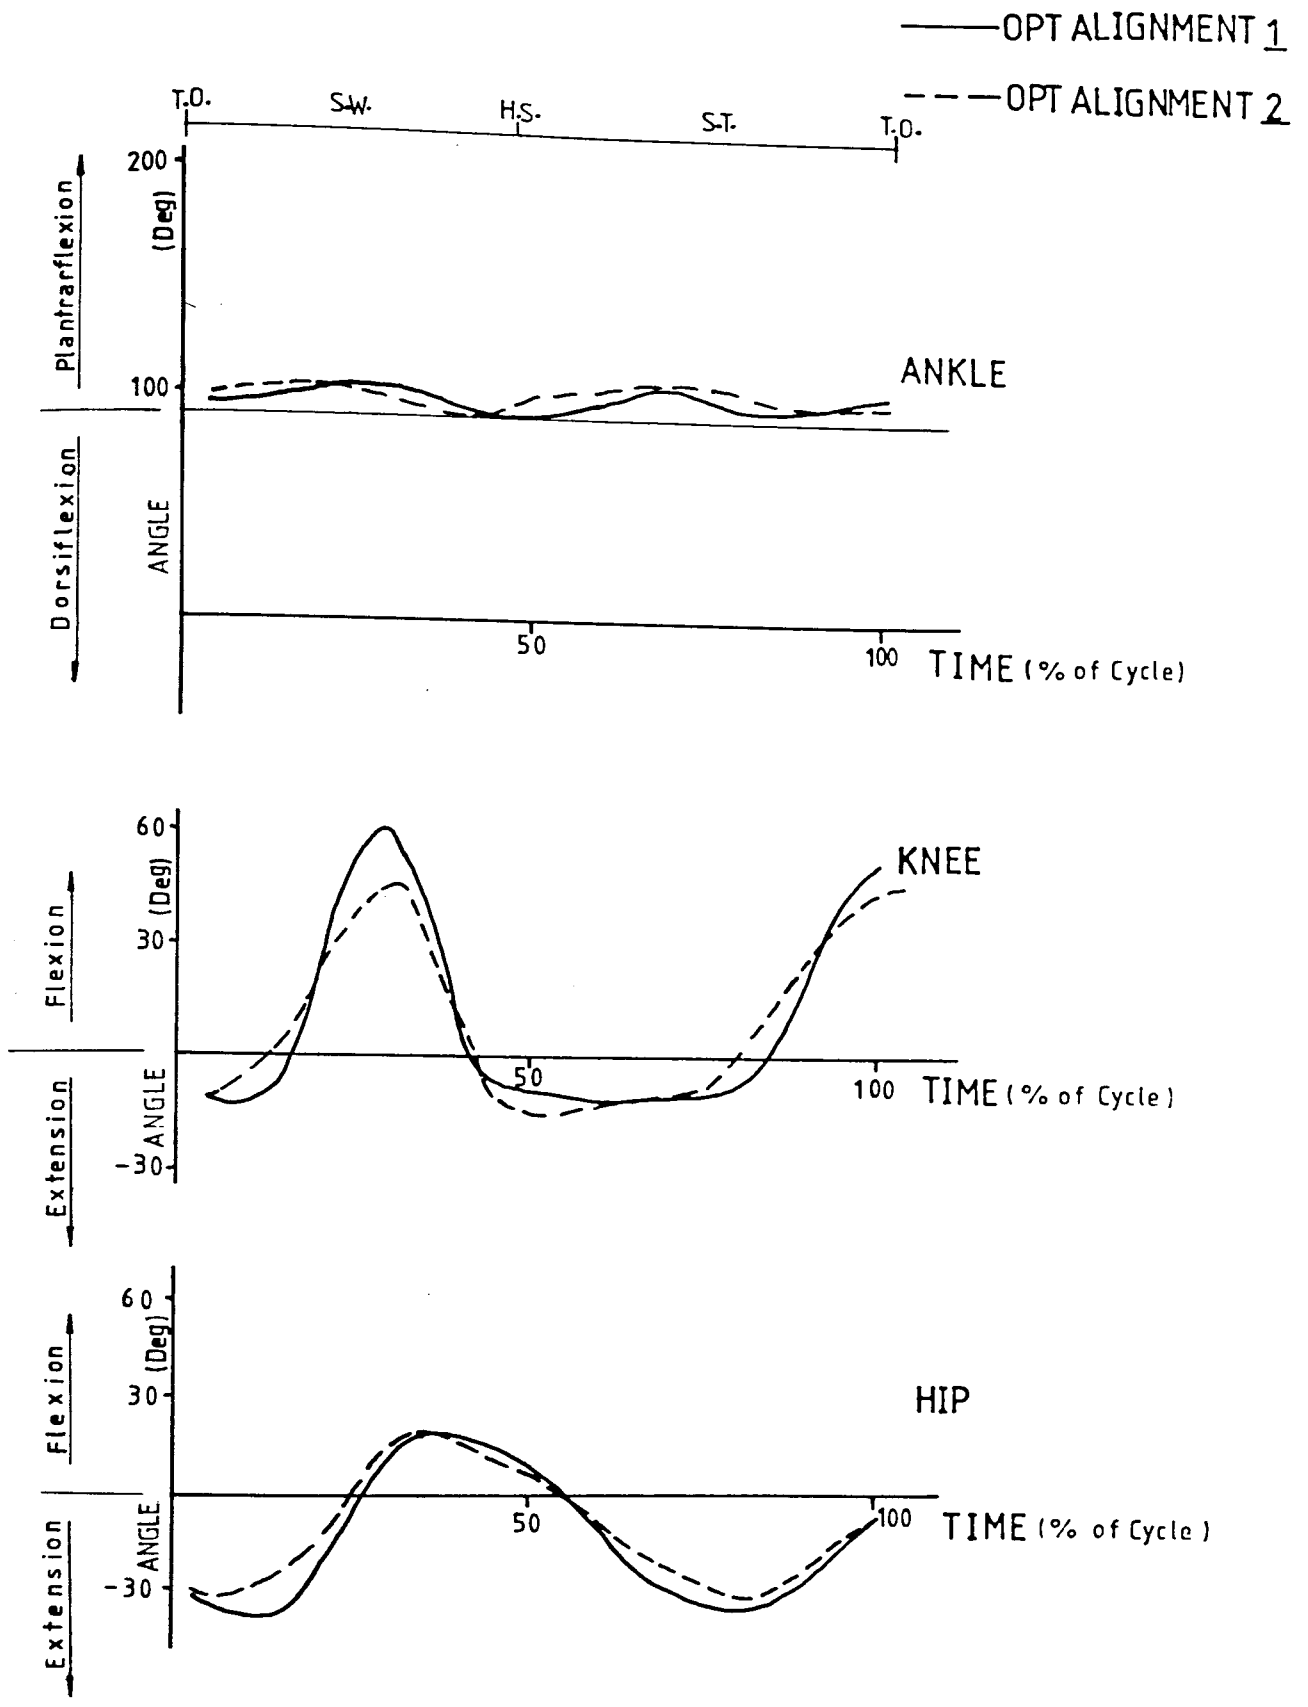 OPT ALIGNMENT 1
OPT ALIGNMENT 2
T.O.
S.W.
H.S.
S.T.
T.O.
200
(Deg)
Plantrarflexion
100
ANKLE
Dorsiflexion
ANGLE
50
100
TIME (% of Cycle)
60
(Deg)
KNEE
30
Flexion
50
100
TIME (% of Cycle)
ANGLE
Extension
-30
60
(Deg)
Flexion
30
HIP
50
100
TIME (% of Cycle)
ANGLE
-30
Extension